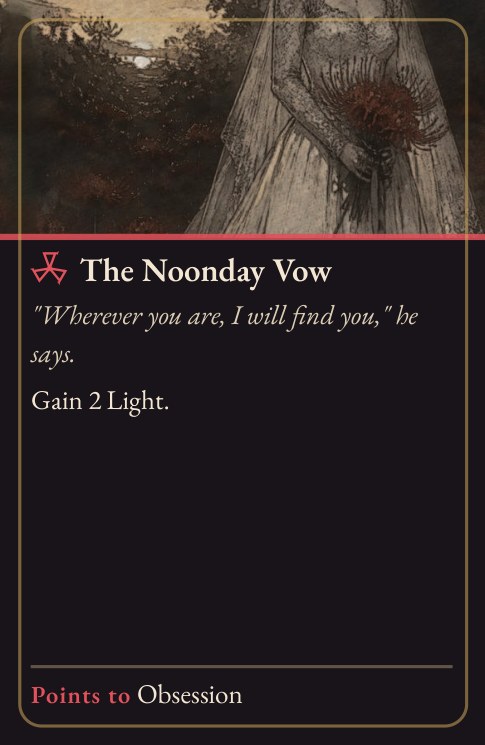 The Noonday Vow
"Wherever you are, I will find you," he
says.
Gain 2 Light.
Points to Obsession